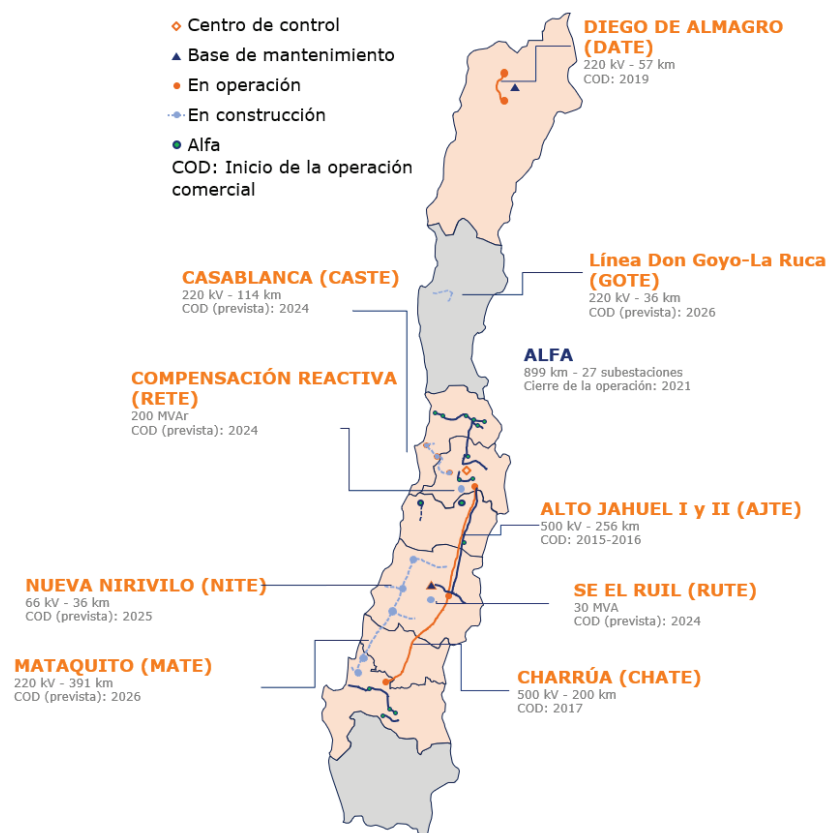 Centro de control
Base de mantenimiento
En operación
En construcción
Alfa
COD: Inicio de la operación
comercial
DIEGO DE ALMAGRO
(DATE)
220 kV - 57 km
COD: 2019
Línea Don Goyo-La Ruca
(GOTE)
220 kV - 36 km
COD (prevista): 2026
CASABLANCA (CASTE)
220 kV - 114 km
COD (prevista): 2024
ALFA
899 km - 27 subestaciones
Cierre de la operación: 2021
COMPENSACIÓN REACTIVA
(RETE)
200 MVAr
COD (prevista): 2024
ALTO JAHUEL I y II (AJTE)
500 kV - 256 km
COD: 2015-2016
NUEVA NIRIVILO (NITE)
66 kV - 36 km
COD (prevista): 2025
SE EL RUIL (RUTE)
30 MVA
COD (prevista): 2024
MATAQUITO (MATE)
220 kV - 391 km
COD (prevista): 2026
CHARRÚA (CHATE)
500 kV - 200 km
COD: 2017